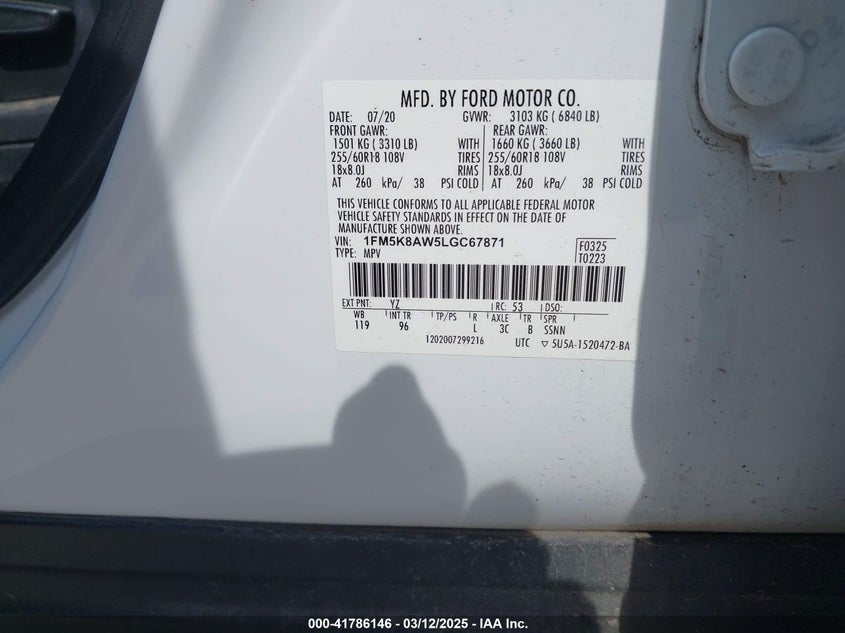 MFD. BY FORD MOTOR CO.
DATE: 07/20 GVWR: 3103 KG ( 6840 LB)
FRONT GAWR: REAR GAWR:
1501 KG ( 3310 LB) WITH 1660 KG ( 3660 LB) WITH
255/60R18 108V TIRES 255/60R18 108V TIRES
18x8.0J RIMS 18x8.0J RIMS
AT 260 kPa/ 38 PSI COLD AT 260 kPa/ 38 PSI COLD
THIS VEHICLE CONFORMS TO ALL APPLICABLE FEDERAL MOTOR
VEHICLE SAFETY STANDARDS IN EFFECT ON THE DATE OF
MANUFACTURE SHOWN ABOVE.
VIN: 1FM5K8AW5LGC67871 F0325
TYPE: MPV T0223
EXT PNT: YZ RC: 53 DSO:
WB INT TR TP/PS R AXLE TR SPR
119 96 L 3C B SSNN
1202007299216 UTC ▽ 5U5A-1520472-BA
000-41786146 - 03/12/2025 - IAA Inc.